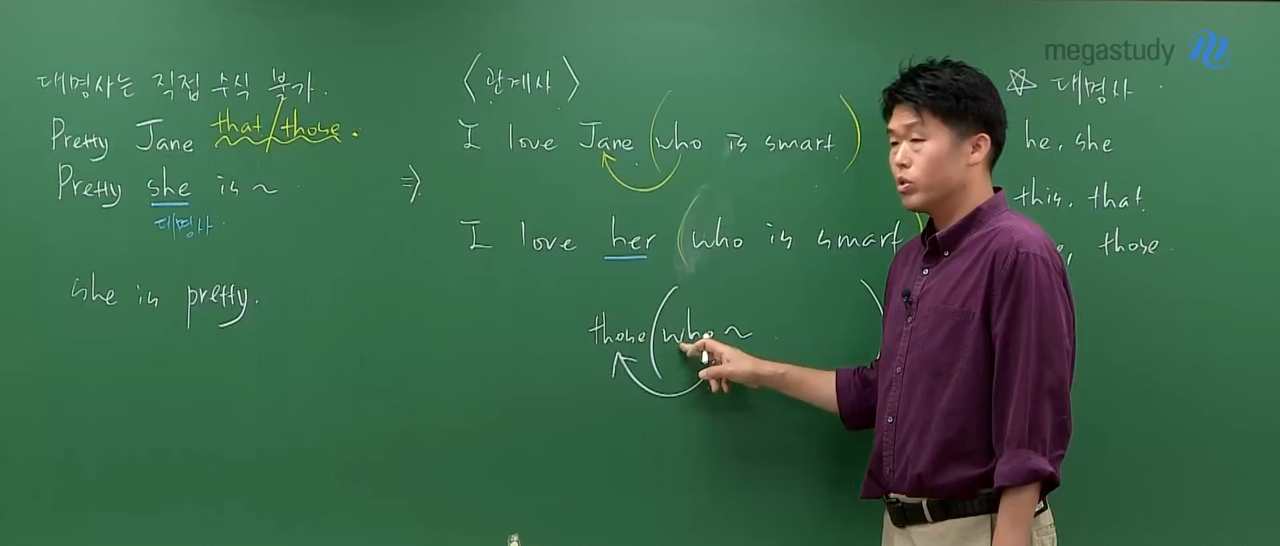 megastudy
대명사는 직접 수식 불가.
Pretty Jane that/those.
Pretty she is ~
대명사
she is pretty.
〈관계사〉
I love Jane (who is smart)
⇒
I love her (who is smart)
those (who ~ )
☆ 대명사
he, she
this, that
those